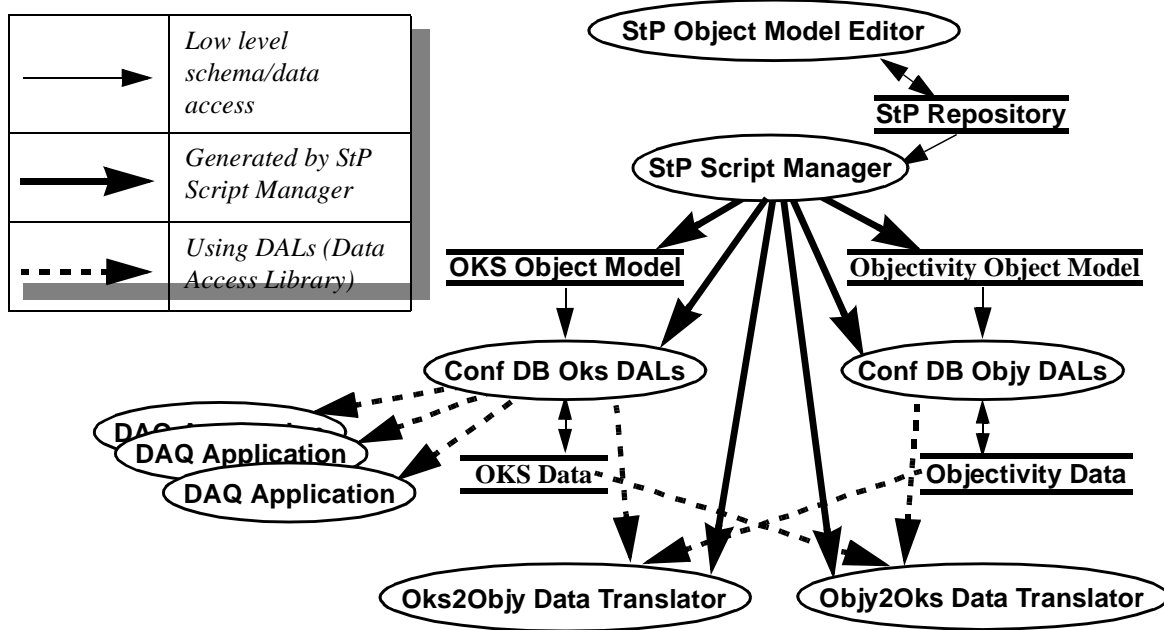 Low level
schema/data
access
Generated by StP
Script Manager
Using DALs (Data
Access Library)
StP Object Model Editor
StP Repository
StP Script Manager
OKS Object Model
Objectivity Object Model
Conf DB Oks DALs
Conf DB Objy DALs
DAQ
DAQ Application
DAQ Application
OKS Data
Objectivity Data
Oks2Objy Data Translator
Objy2Oks Data Translator